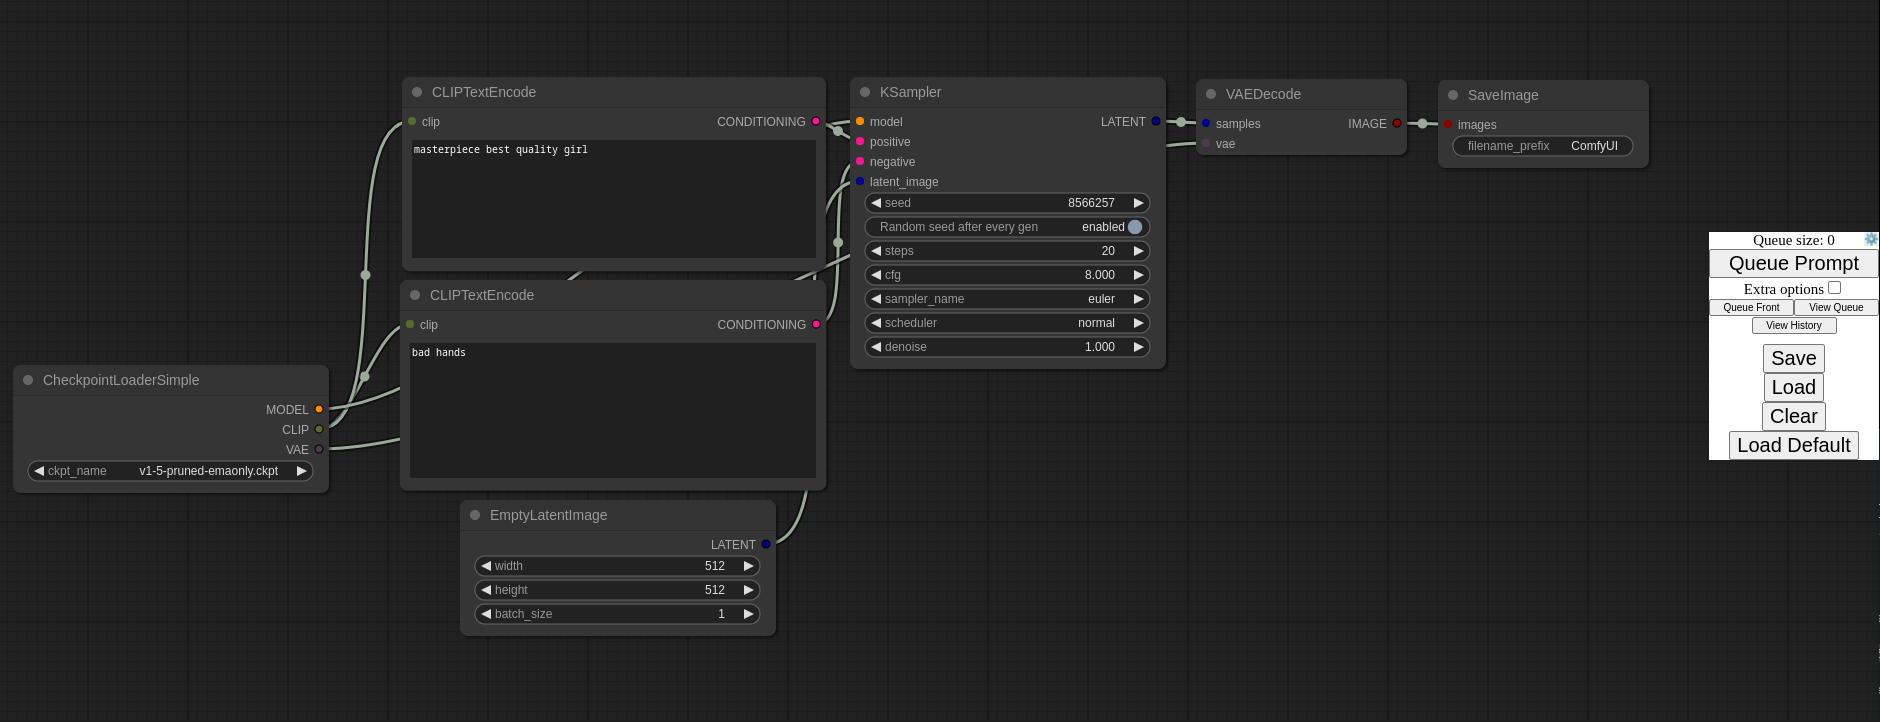 CLIPTextEncode
clip CONDITIONING
masterpiece best quality girl
CLIPTextEncode
clip CONDITIONING
bad hands
CheckpointLoaderSimple
MODEL
CLIP
VAE
ckpt_name v1-5-pruned-emaonly.ckpt
EmptyLatentImage
LATENT
width 512
height 512
batch_size 1
KSampler
model LATENT
positive
negative
latent_image
seed 8566257
Random seed after every gen enabled
steps 20
cfg 8.000
sampler_name euler
scheduler normal
denoise 1.000
VAEDecode
samples IMAGE
vae
SaveImage
images
filename_prefix ComfyUI
Queue size: 0
Queue Prompt
Extra options
Queue Front View Queue
View History
Save
Load
Clear
Load Default